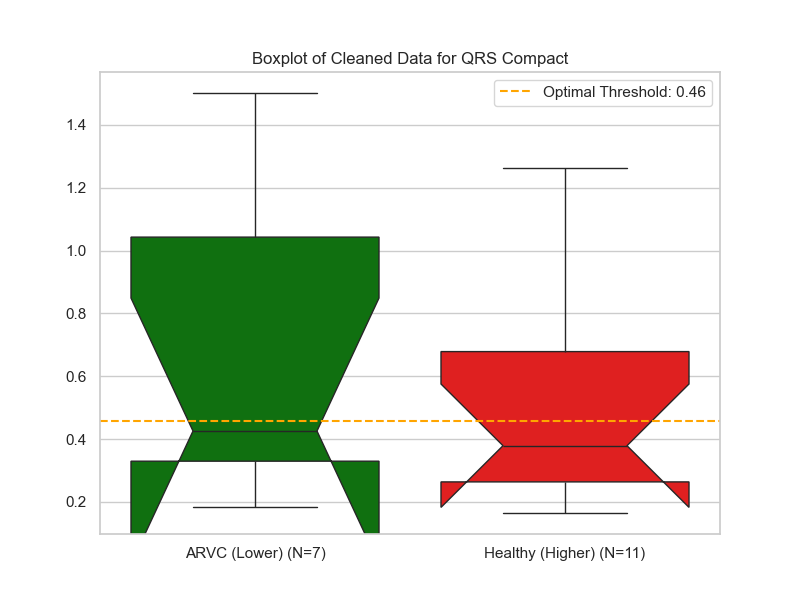 Boxplot of Cleaned Data for QRS Compact
Optimal Threshold: 0.46
1.4
1.2
1.0
0.8
0.6
0.4
0.2
ARVC (Lower) (N=7)
Healthy (Higher) (N=11)